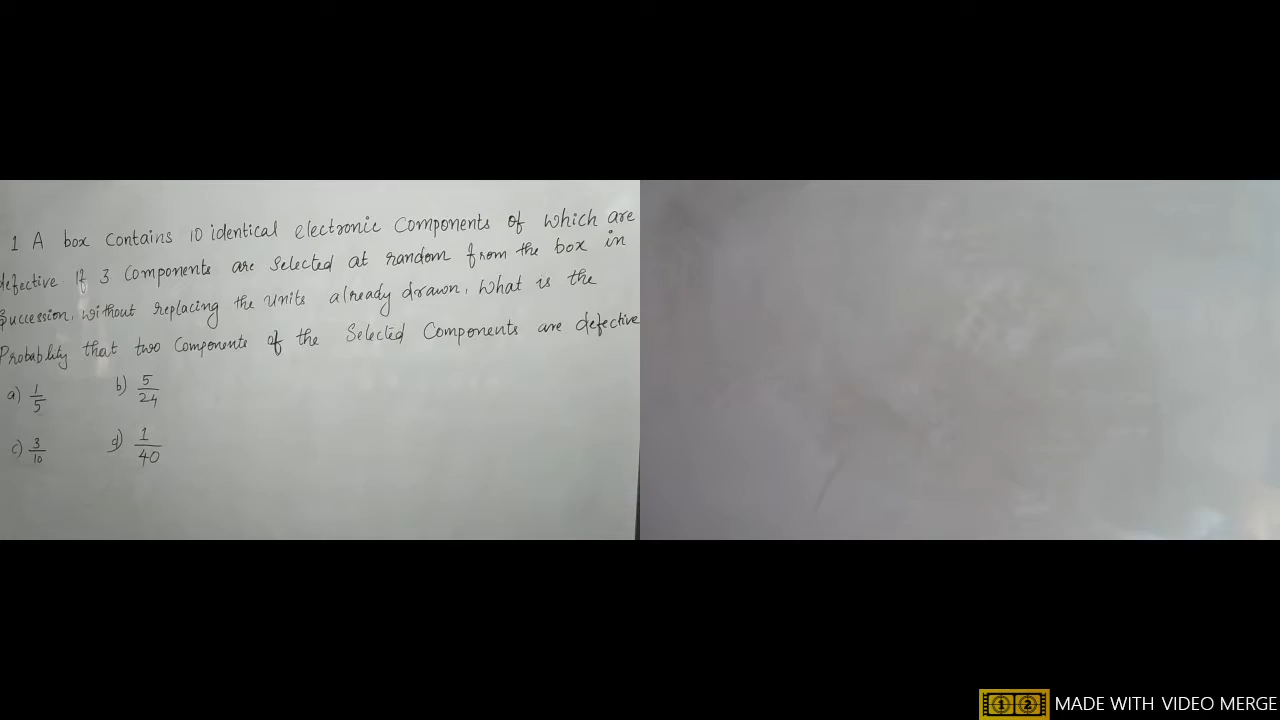 1 A box contains 10 identical electronic components of which are
defective If 3 components are selected at random from the box in
succession, without replacing the units already drawn, what is the
Probablity that two components of the selected components are defective
a) 1/5 b) 5/24
c) 3/10 d) 1/40
1 2 MADE WITH VIDEO MERGE